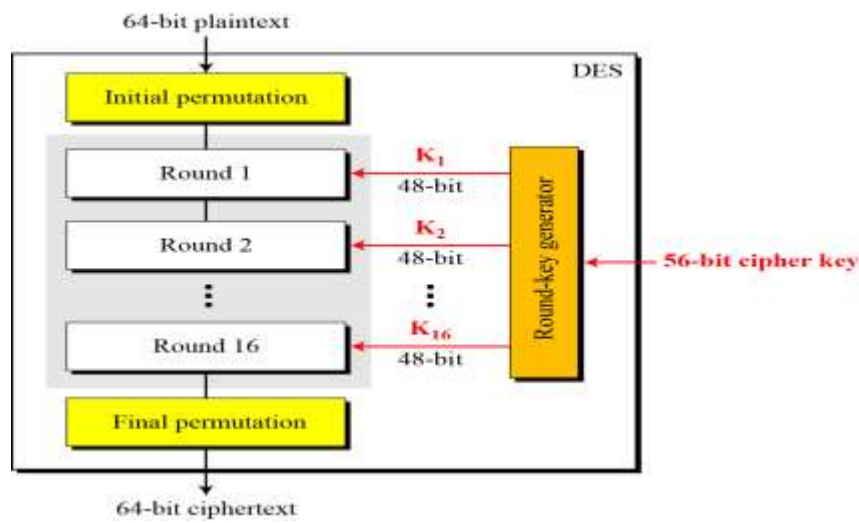 64-bit plaintext
DES
Initial permutation
K1
Round 1
48-bit
K2
Round 2
48-bit
Round-key generator
56-bit cipher key
K16
Round 16
48-bit
Final permutation
64-bit ciphertext